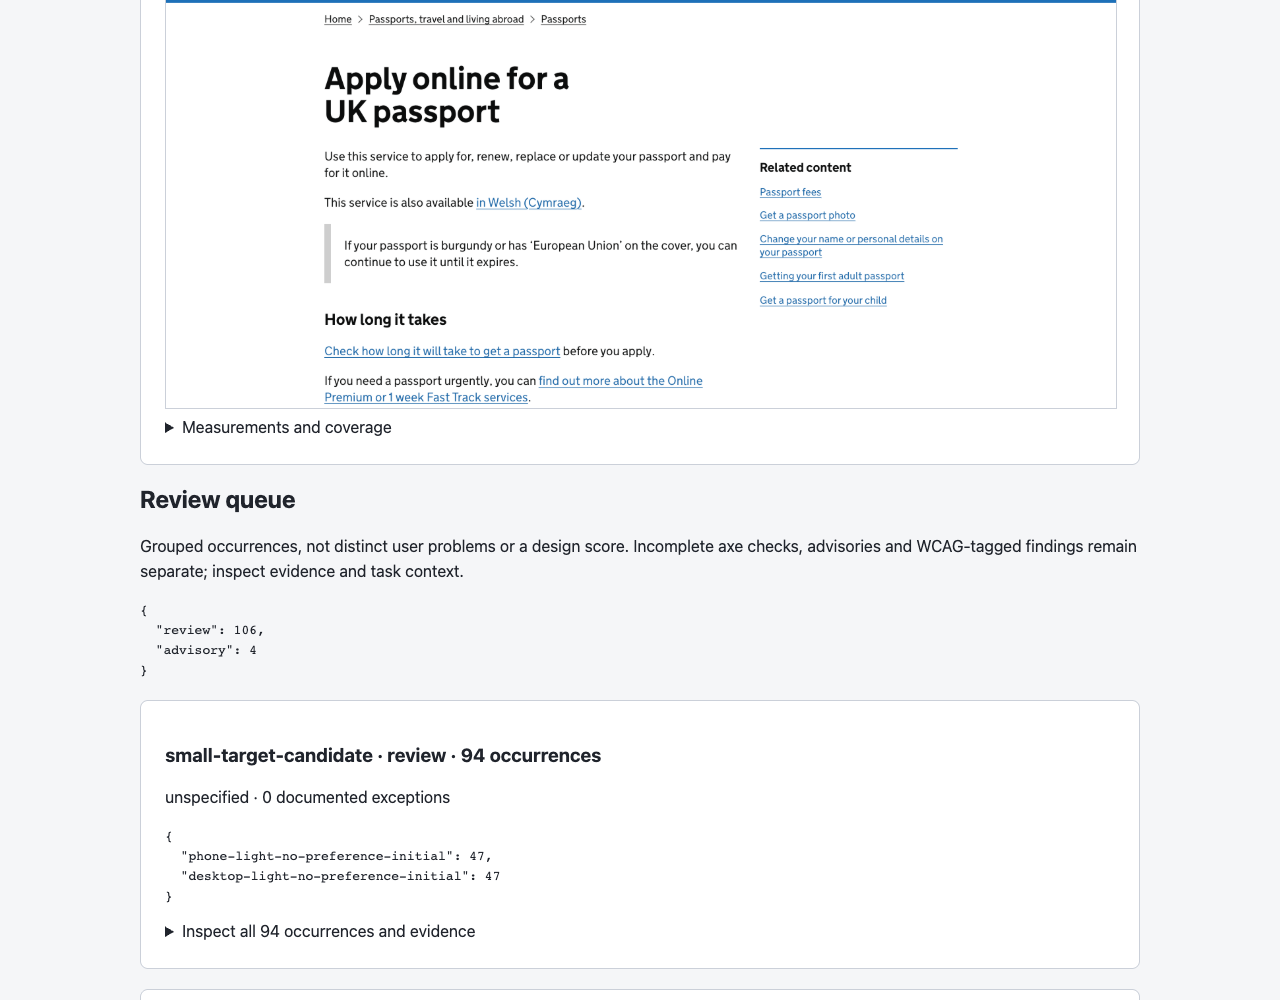 Home > Passports, travel and living abroad > Passports
Apply online for a
UK passport
Use this service to apply for, renew, replace or update your passport and pay
for it online.
This service is also available in Welsh (Cymraeg).
If your passport is burgundy or has ‘European Union’ on the cover, you can
continue to use it until it expires.
How long it takes
Check how long it will take to get a passport before you apply.
If you need a passport urgently, you can find out more about the Online
Premium or 1 week Fast Track services.
Related content
Passport fees
Get a passport photo
Change your name or personal details on
your passport
Getting your first adult passport
Get a passport for your child
▶ Measurements and coverage
Review queue
Grouped occurrences, not distinct user problems or a design score. Incomplete axe checks, advisories and WCAG-tagged findings remain
separate; inspect evidence and task context.
{
  "review": 106,
  "advisory": 4
}
small-target-candidate · review · 94 occurrences
unspecified · 0 documented exceptions
{
  "phone-light-no-preference-initial": 47,
  "desktop-light-no-preference-initial": 47
}
▶ Inspect all 94 occurrences and evidence